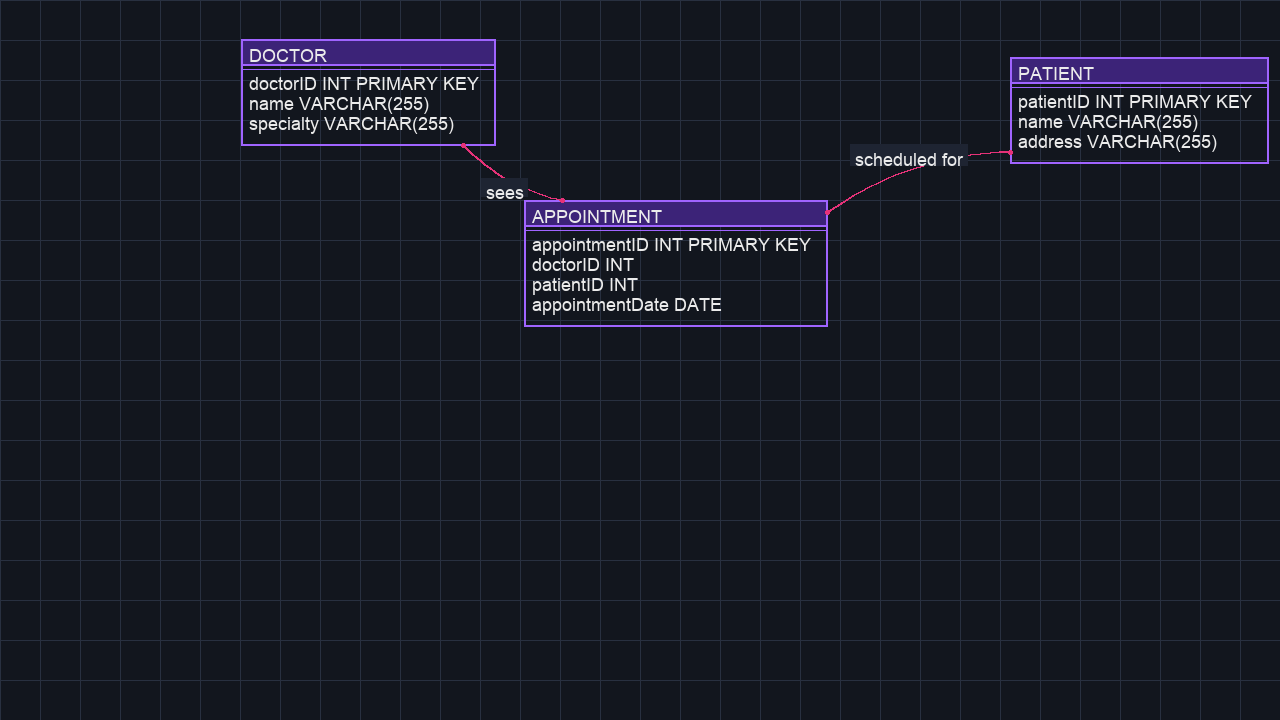 DOCTOR
doctorID INT PRIMARY KEY
name VARCHAR(255)
specialty VARCHAR(255)
PATIENT
patientID INT PRIMARY KEY
name VARCHAR(255)
address VARCHAR(255)
scheduled for
sees
APPOINTMENT
appointmentID INT PRIMARY KEY
doctorID INT
patientID INT
appointmentDate DATE